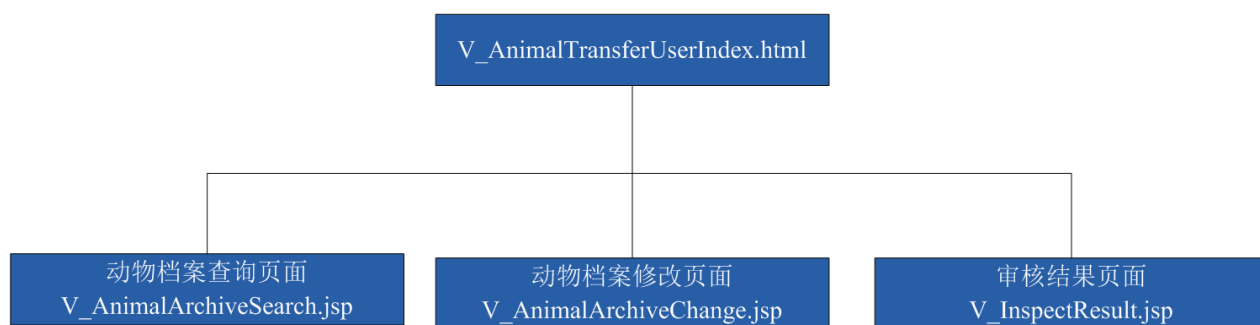 V_AnimalTransferUserIndex.html
动物档案查询页面
V_AnimalArchiveSearch.jsp
动物档案修改页面
V_AnimalArchiveChange.jsp
审核结果页面
V_InspectResult.jsp